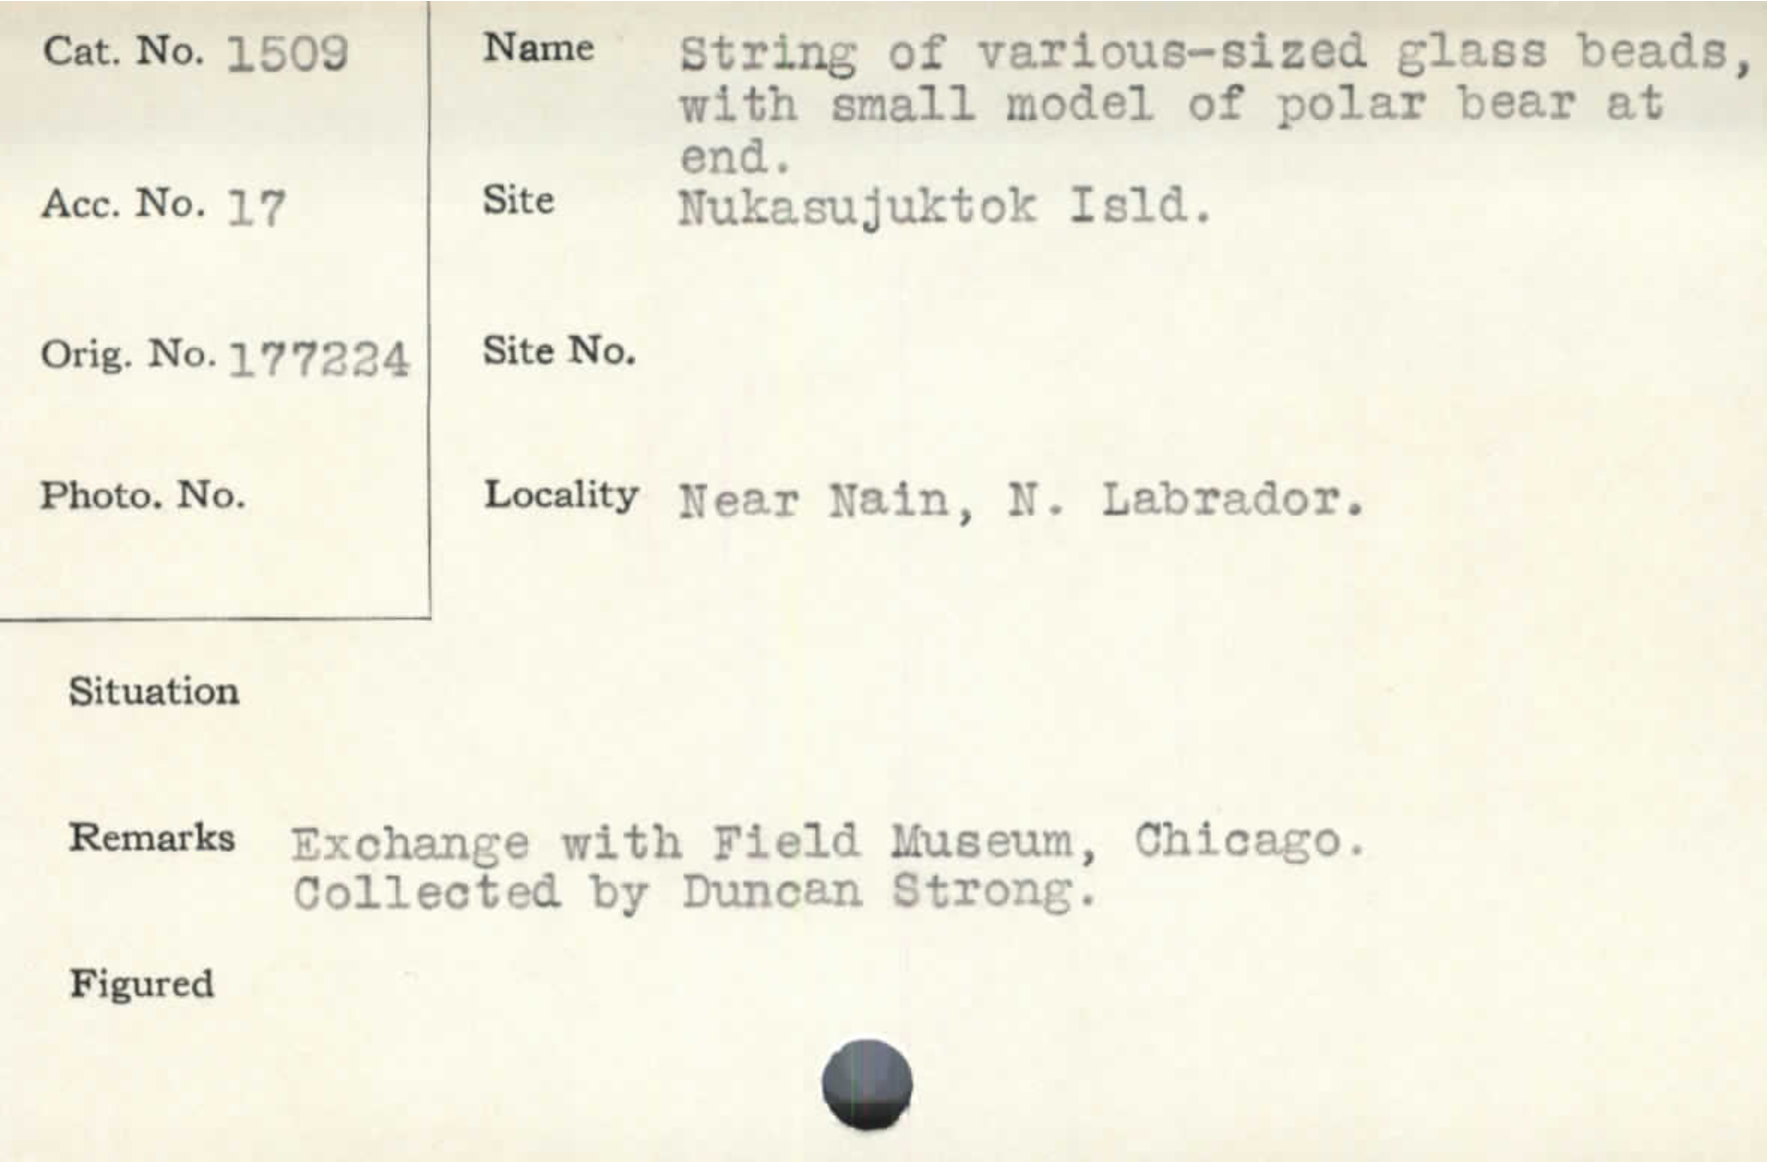 Cat. No. 1509
Name String of various-sized glass beads,
with small model of polar bear at
end.
Acc. No. 17
Site Nukasujuktok Isld.
Orig. No. 177224
Site No.
Photo. No.
Locality Near Nain, N. Labrador.
Situation
Remarks Exchange with Field Museum, Chicago.
Collected by Duncan Strong.
Figured